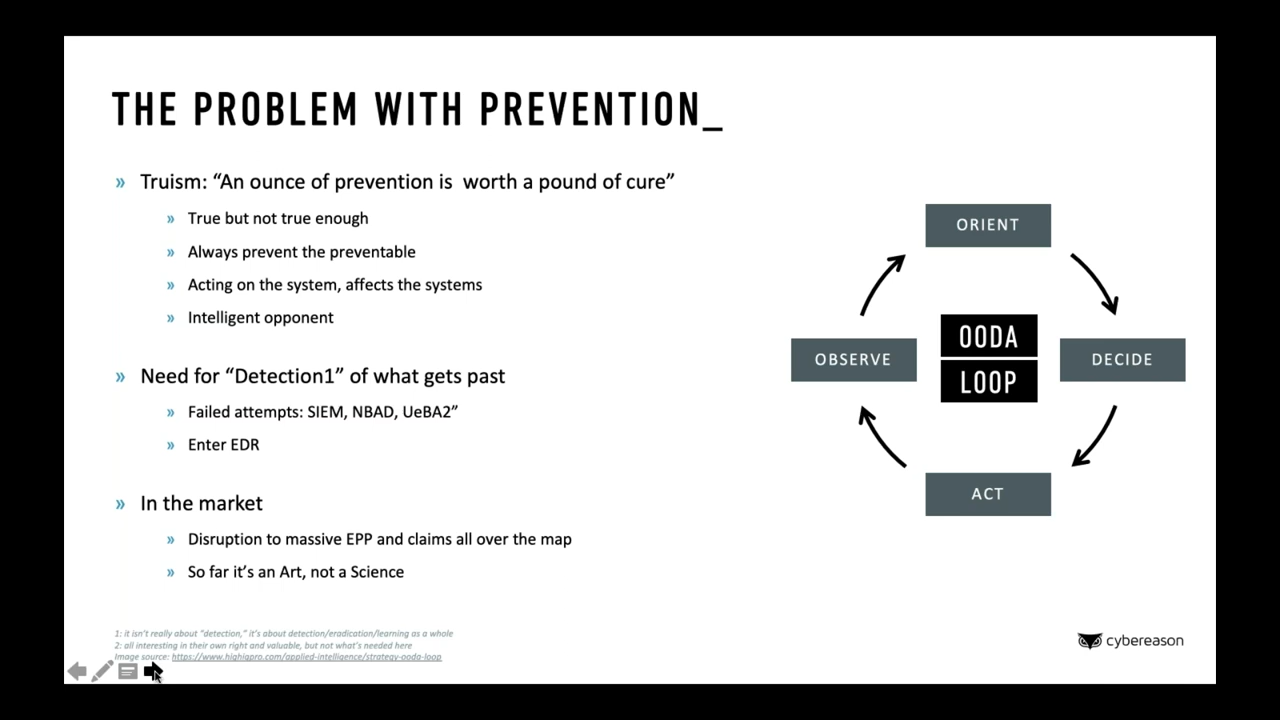 THE PROBLEM WITH PREVENTION_
» Truism: “An ounce of prevention is  worth a pound of cure”
» True but not true enough
» Always prevent the preventable
» Acting on the system, affects the systems
» Intelligent opponent
» Need for “Detection1” of what gets past
» Failed attempts: SIEM, NBAD, UeBA2”
» Enter EDR
» In the market
» Disruption to massive EPP and claims all over the map
» So far it’s an Art, not a Science
ORIENT
OBSERVE
OODA
LOOP
DECIDE
ACT
1: it isn’t really about “detection,” it’s about detection/eradication/learning as a whole
2: all interesting in their own right and valuable, but not what’s needed here
Image source: https://www.highiqpro.com/applied-intelligence/strategy-ooda-loop
cybereason